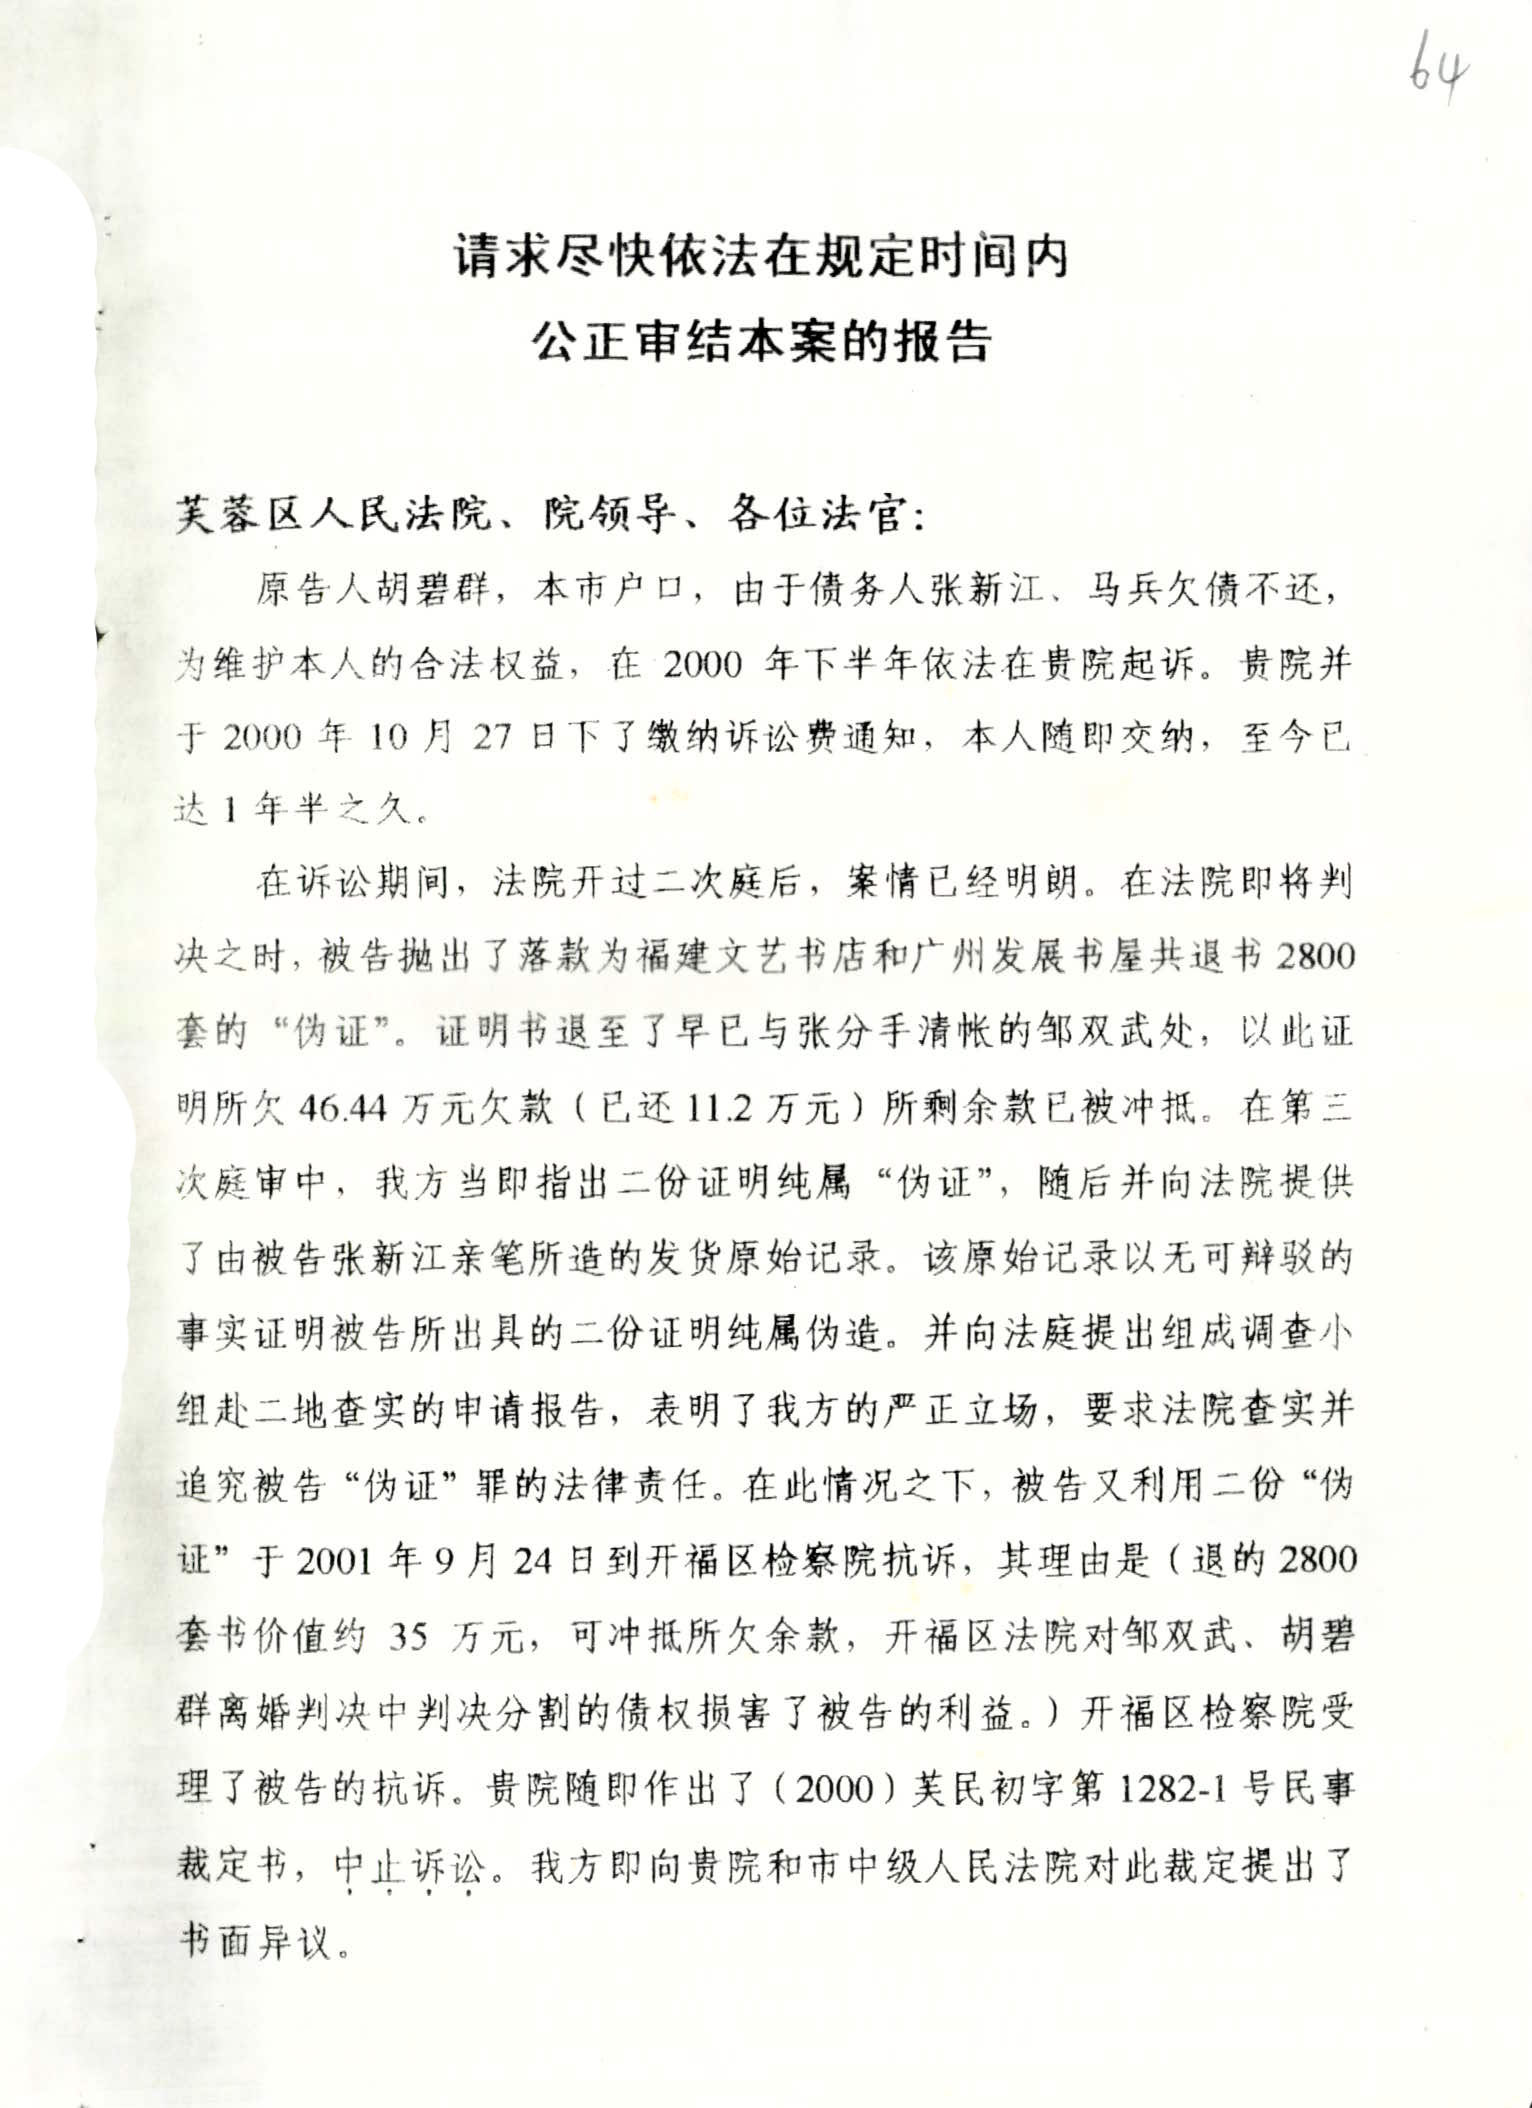 64
请求尽快依法在规定时间内
公正审结本案的报告
芙蓉区人民法院、院领导、各位法官：
原告人胡碧群，本市户口，由于债务人张新江、马兵欠债不还，
为维护本人的合法权益，在 2000 年下半年依法在贵院起诉。贵院并
于 2000 年 10 月 27 日下了缴纳诉讼费通知，本人随即交纳，至今已
达 1 年半之久。
在诉讼期间，法院开过二次庭后，案情已经明朗。在法院即将判
决之时，被告抛出了落款为福建文艺书店和广州发展书屋共退书 2800
套的“伪证”。证明书退至了早已与张分手清帐的邹双武处，以此证
明所欠 46.44 万元欠款（已还 11.2 万元）所剩余款已被冲抵。在第三
次庭审中，我方当即指出二份证明纯属“伪证”，随后并向法院提供
了由被告张新江亲笔所造的发货原始记录。该原始记录以无可辩驳的
事实证明被告所出具的二份证明纯属伪造。并向法庭提出组成调查小
组赴二地查实的申请报告，表明了我方的严正立场，要求法院查实并
追究被告“伪证”罪的法律责任。在此情况之下，被告又利用二份“伪
证”于 2001 年 9 月 24 日到开福区检察院抗诉，其理由是（退的 2800
套书价值约 35 万元，可冲抵所欠余款，开福区法院对邹双武、胡碧
群离婚判决中判决分割的债权损害了被告的利益。）开福区检察院受
理了被告的抗诉。贵院随即作出了（2000）芙民初字第 1282-1 号民事
裁定书，中止诉讼。我方即向贵院和市中级人民法院对此裁定提出了
书面异议。